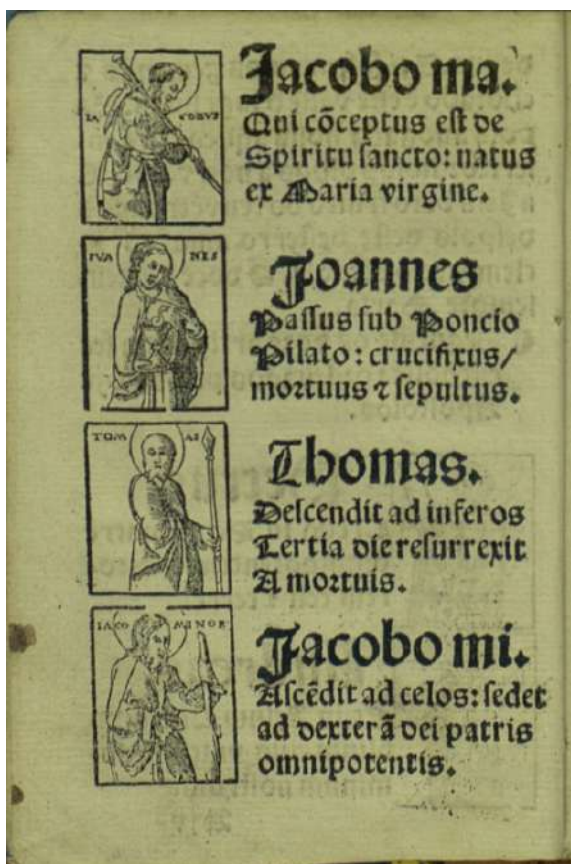 IA COBVS
Jacobo ma.
Qui cõceptus est de
Spiritu sancto: natus
ex Maria virgine.
IVA NES
Joannes
Passus sub Poncio
Pilato: crucifixus/
mortuus ⁊ sepultus.
TOM AS
Thomas.
Descendit ad inferos
Tertia die resurrexit
A mortuis.
IACO MINOR
Jacobo mi.
Ascẽdit ad celos: sedet
ad dexterã dei patris
omnipotentis.